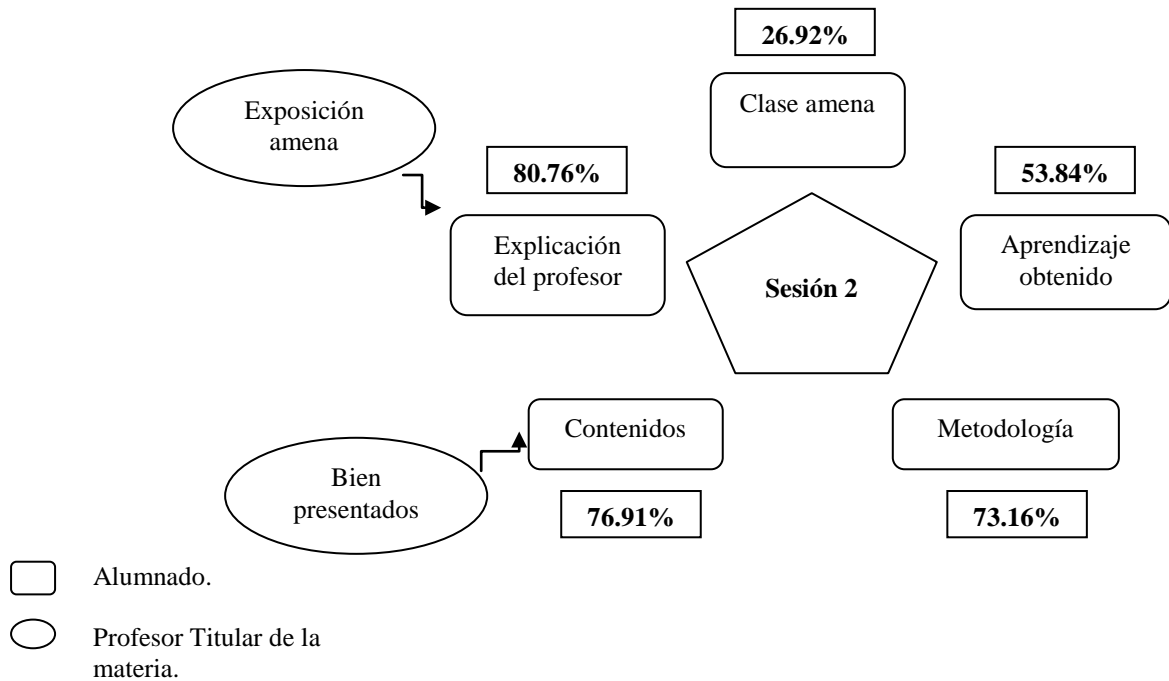 26.92%
Clase amena
Exposición
amena
80.76%
53.84%
Explicación
del profesor
Sesión 2
Aprendizaje
obtenido
Contenidos
Metodología
Bien
presentados
76.91%
73.16%
Alumnado.
Profesor Titular de la
materia.